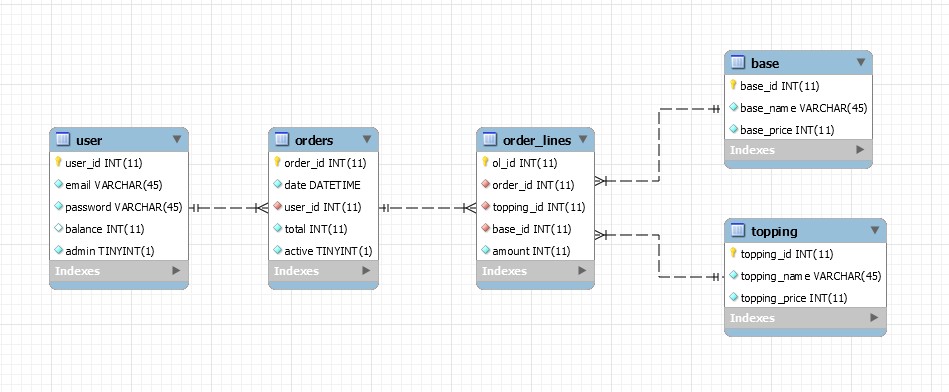 user
user_id INT(11)
email VARCHAR(45)
password VARCHAR(45)
balance INT(11)
admin TINYINT(1)
Indexes
orders
order_id INT(11)
date DATETIME
user_id INT(11)
total INT(11)
active TINYINT(1)
Indexes
order_lines
ol_id INT(11)
order_id INT(11)
topping_id INT(11)
base_id INT(11)
amount INT(11)
Indexes
base
base_id INT(11)
base_name VARCHAR(45)
base_price INT(11)
Indexes
topping
topping_id INT(11)
topping_name VARCHAR(45)
topping_price INT(11)
Indexes